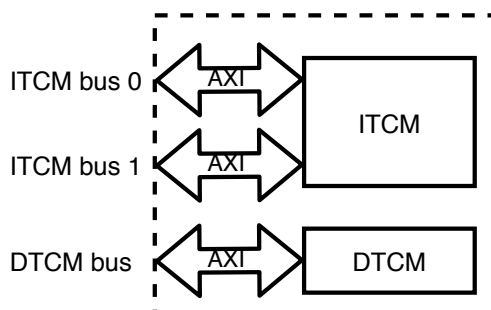 ITCM bus 0
AXI
ITCM
ITCM bus 1
AXI
DTCM bus
AXI
DTCM